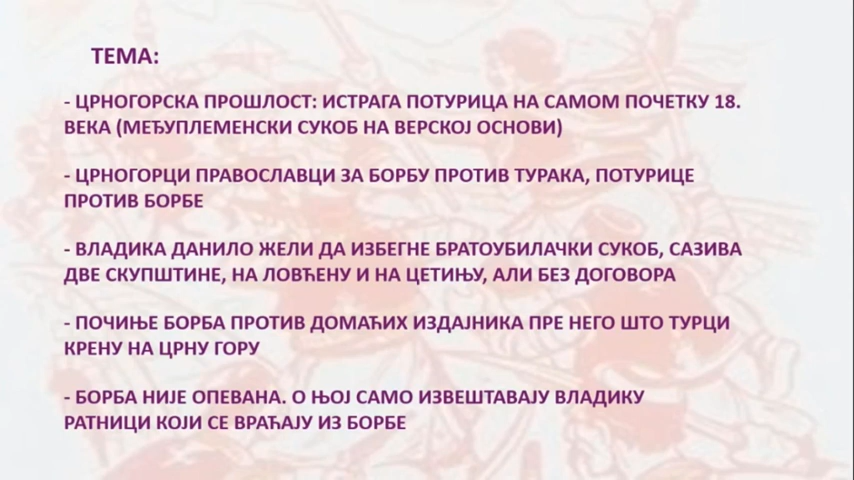 ТЕМА:
- ЦРНОГОРСКА ПРОШЛОСТ: ИСТРАГА ПОТУРИЦА НА САМОМ ПОЧЕТКУ 18.
ВЕКА (МЕЂУПЛЕМЕНСКИ СУКОБ НА ВЕРСКОЈ ОСНОВИ)
- ЦРНОГОРЦИ ПРАВОСЛАВЦИ ЗА БОРБУ ПРОТИВ ТУРАКА, ПОТУРИЦЕ
ПРОТИВ БОРБЕ
- ВЛАДИКА ДАНИЛО ЖЕЛИ ДА ИЗБЕГНЕ БРАТОУБИЛАЧКИ СУКОБ, САЗИВА
ДВЕ СКУПШТИНЕ, НА ЛОВЋЕНУ И НА ЦЕТИЊУ, АЛИ БЕЗ ДОГОВОРА
- ПОЧИЊЕ БОРБА ПРОТИВ ДОМАЋИХ ИЗДАЈНИКА ПРЕ НЕГО ШТО ТУРЦИ
КРЕНУ НА ЦРНУ ГОРУ
- БОРБА НИЈЕ ОПЕВАНА. О ЊОЈ САМО ИЗВЕШТАВАЈУ ВЛАДИКУ
РАТНИЦИ КОЈИ СЕ ВРАЋАЈУ ИЗ БОРБЕ